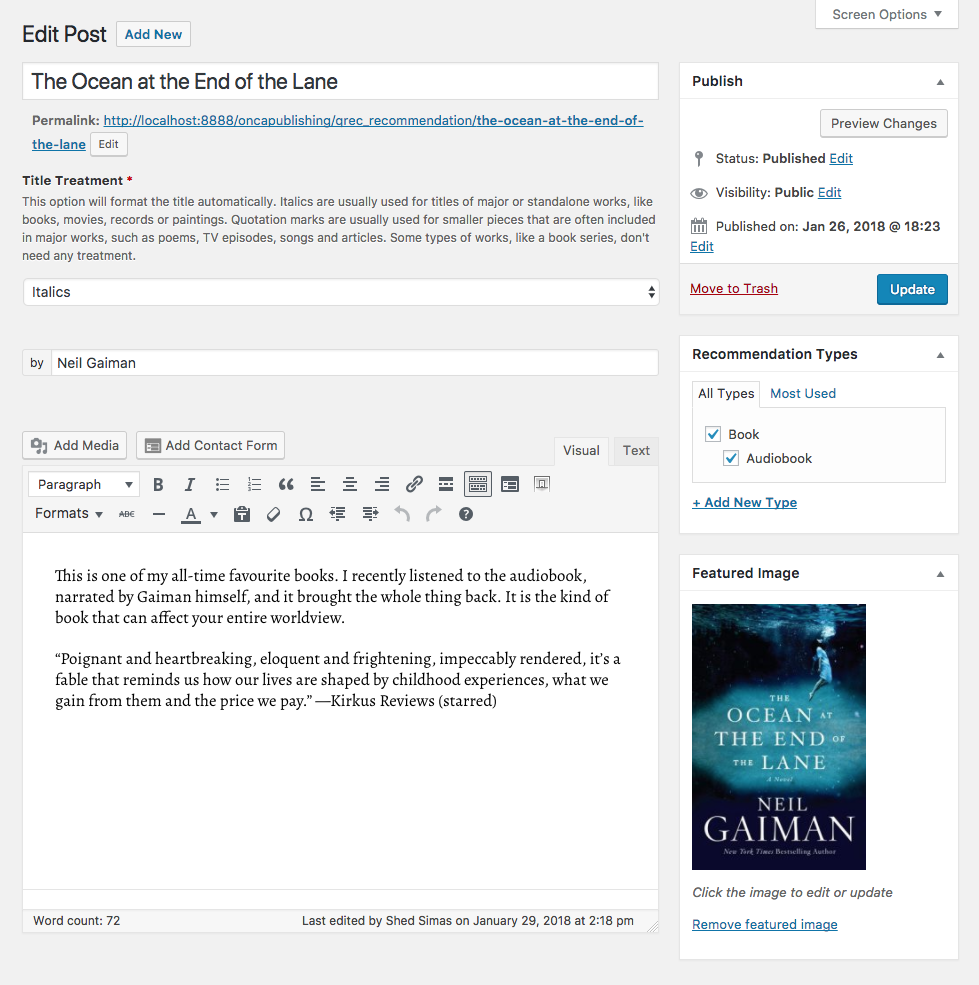 Screen Options
Edit Post Add New
The Ocean at the End of the Lane
Permalink: http://localhost:8888/oncapublishing/qrec_recommendation/the-ocean-at-the-end-of-
the-lane Edit
Title Treatment *
This option will format the title automatically. Italics are usually used for titles of major or standalone works, like
books, movies, records or paintings. Quotation marks are usually used for smaller pieces that are often included
in major works, such as poems, TV episodes, songs and articles. Some types of works, like a book series, don't
need any treatment.
Italics
by Neil Gaiman
Add Media Add Contact Form
Visual Text
Paragraph B I
Formats ABC A
This is one of my all-time favourite books. I recently listened to the audiobook,
narrated by Gaiman himself, and it brought the whole thing back. It is the kind of
book that can affect your entire worldview.
“Poignant and heartbreaking, eloquent and frightening, impeccably rendered, it’s a
fable that reminds us how our lives are shaped by childhood experiences, what we
gain from them and the price we pay.” —Kirkus Reviews (starred)
Word count: 72 Last edited by Shed Simas on January 29, 2018 at 2:18 pm
Publish
Preview Changes
Status: Published Edit
Visibility: Public Edit
Published on: Jan 26, 2018 @ 18:23
Edit
Move to Trash Update
Recommendation Types
All Types Most Used
Book
Audiobook
+ Add New Type
Featured Image
THE
OCEAN AT
THE END OF
THE LANE
A Novel
NEIL
GAIMAN
New York Times Bestselling Author
Click the image to edit or update
Remove featured image